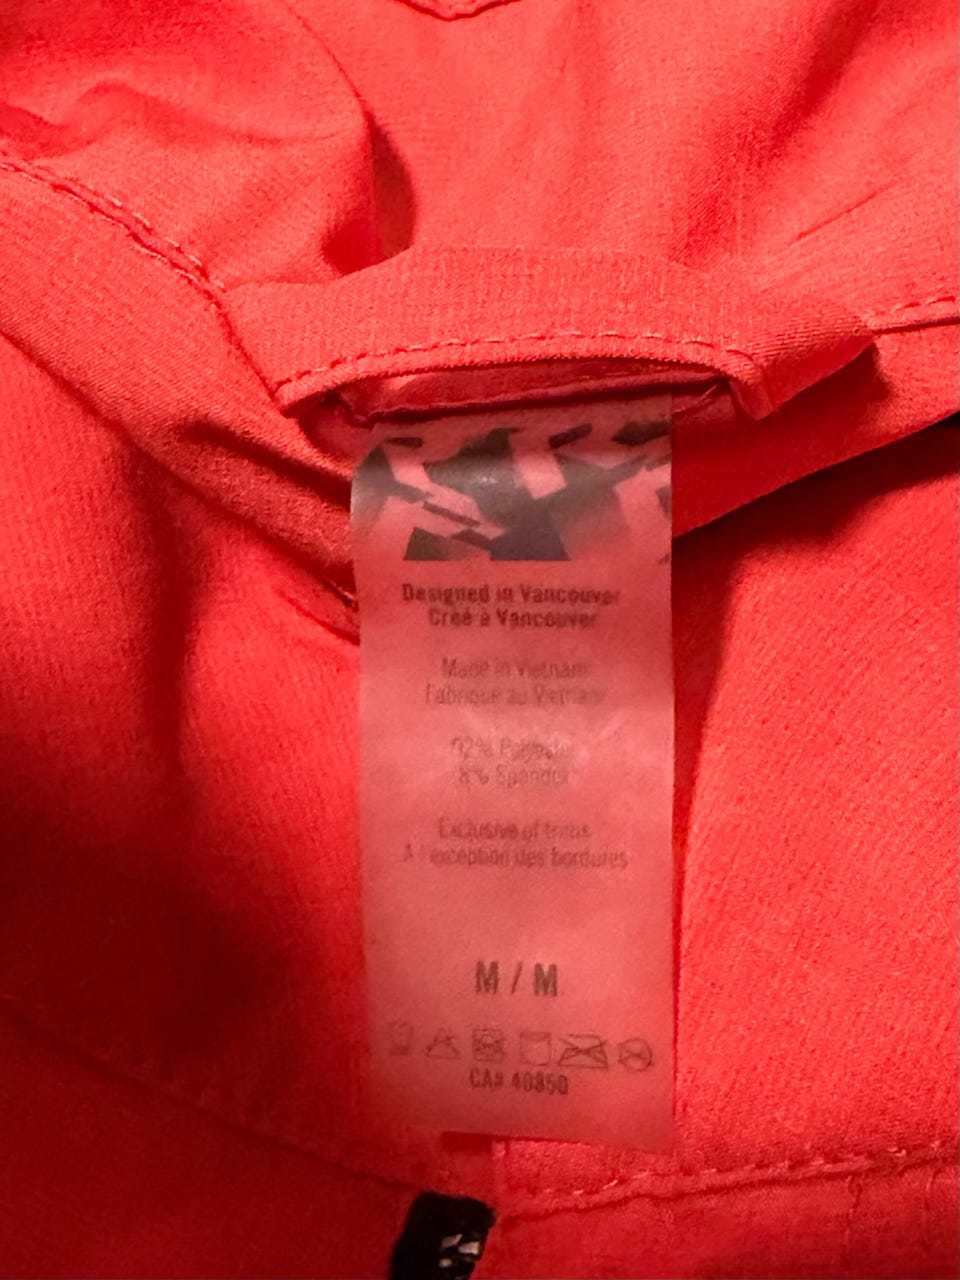 Designed in Vancouver
Créé à Vancouver
Made in Vietnam
Fabriqué au Vietnam
92% Polyester
8% Spandex
Exclusive of trims
À l'exception des bordures
M / M
CA# 40850